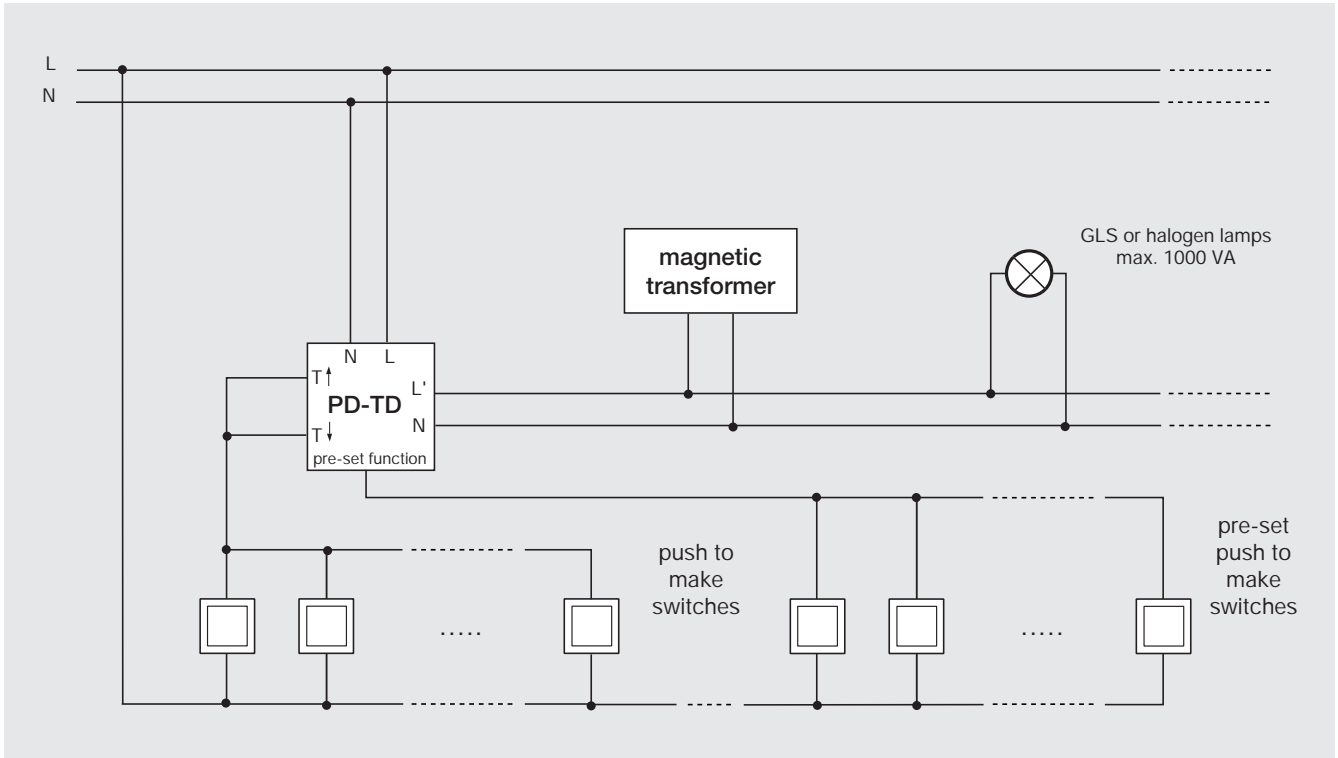 L
N
GLS or halogen lamps
max. 1000 VA
magnetic
transformer
N L
T↑
L'
PD-TD
T↓
N
pre-set function
push to
make
switches
pre-set
push to
make
switches
.....
.....